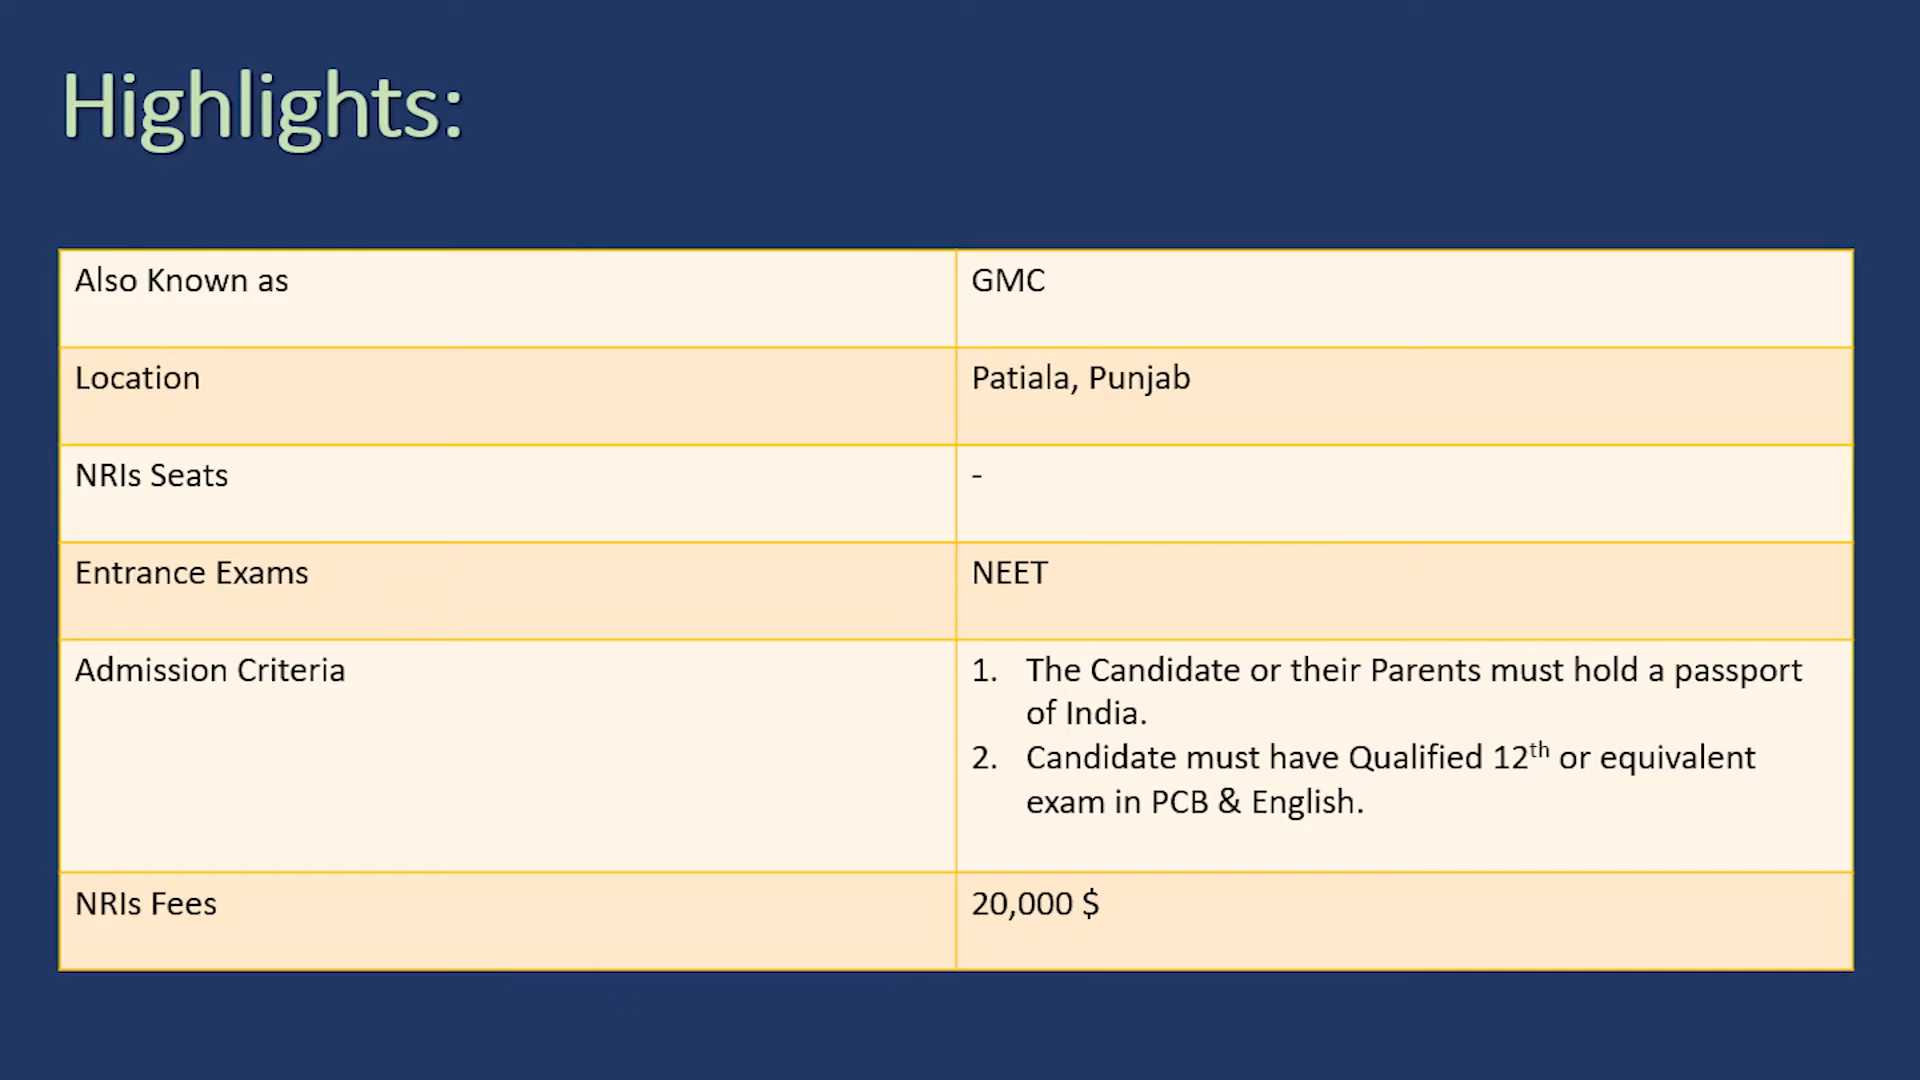 Highlights:
Also Known as
GMC
Location
Patiala, Punjab
NRIs Seats
-
Entrance Exams
NEET
Admission Criteria
1. The Candidate or their Parents must hold a passport
of India.
2. Candidate must have Qualified 12th or equivalent
exam in PCB & English.
NRIs Fees
20,000 $